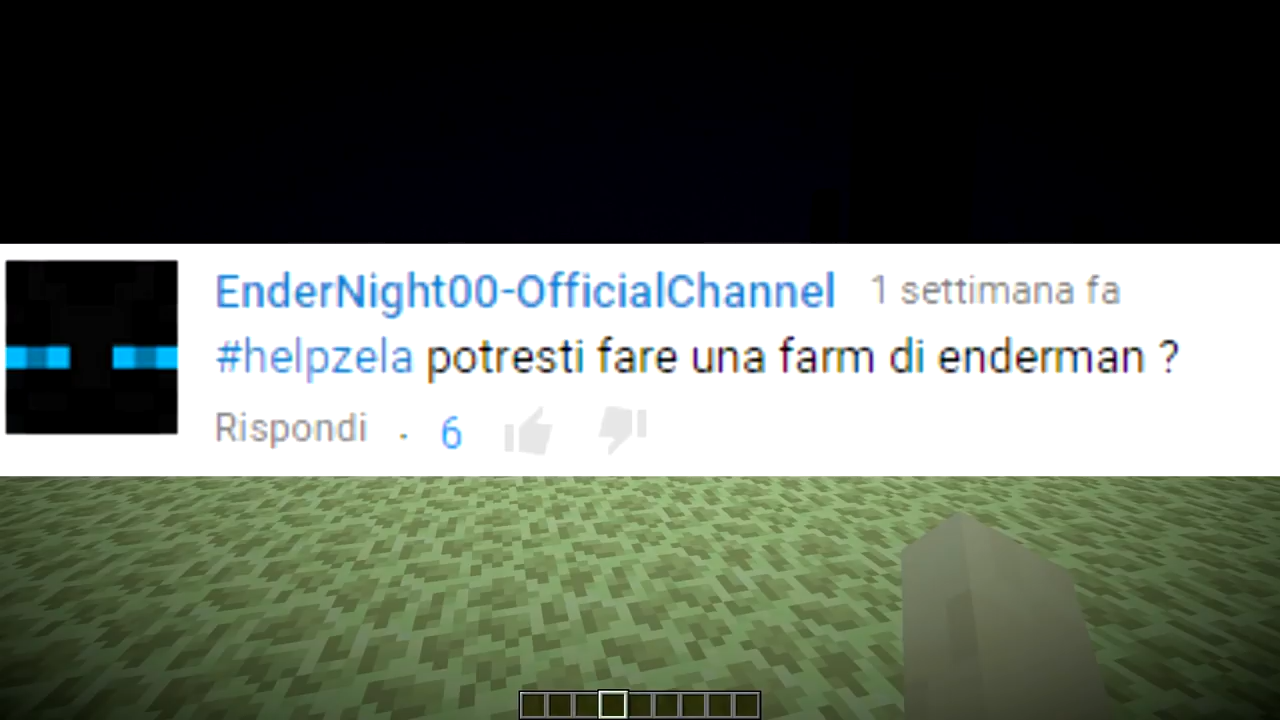 EnderNight00-OfficialChannel 1 settimana fa
#helpzela potresti fare una farm di enderman ?
Rispondi · 6